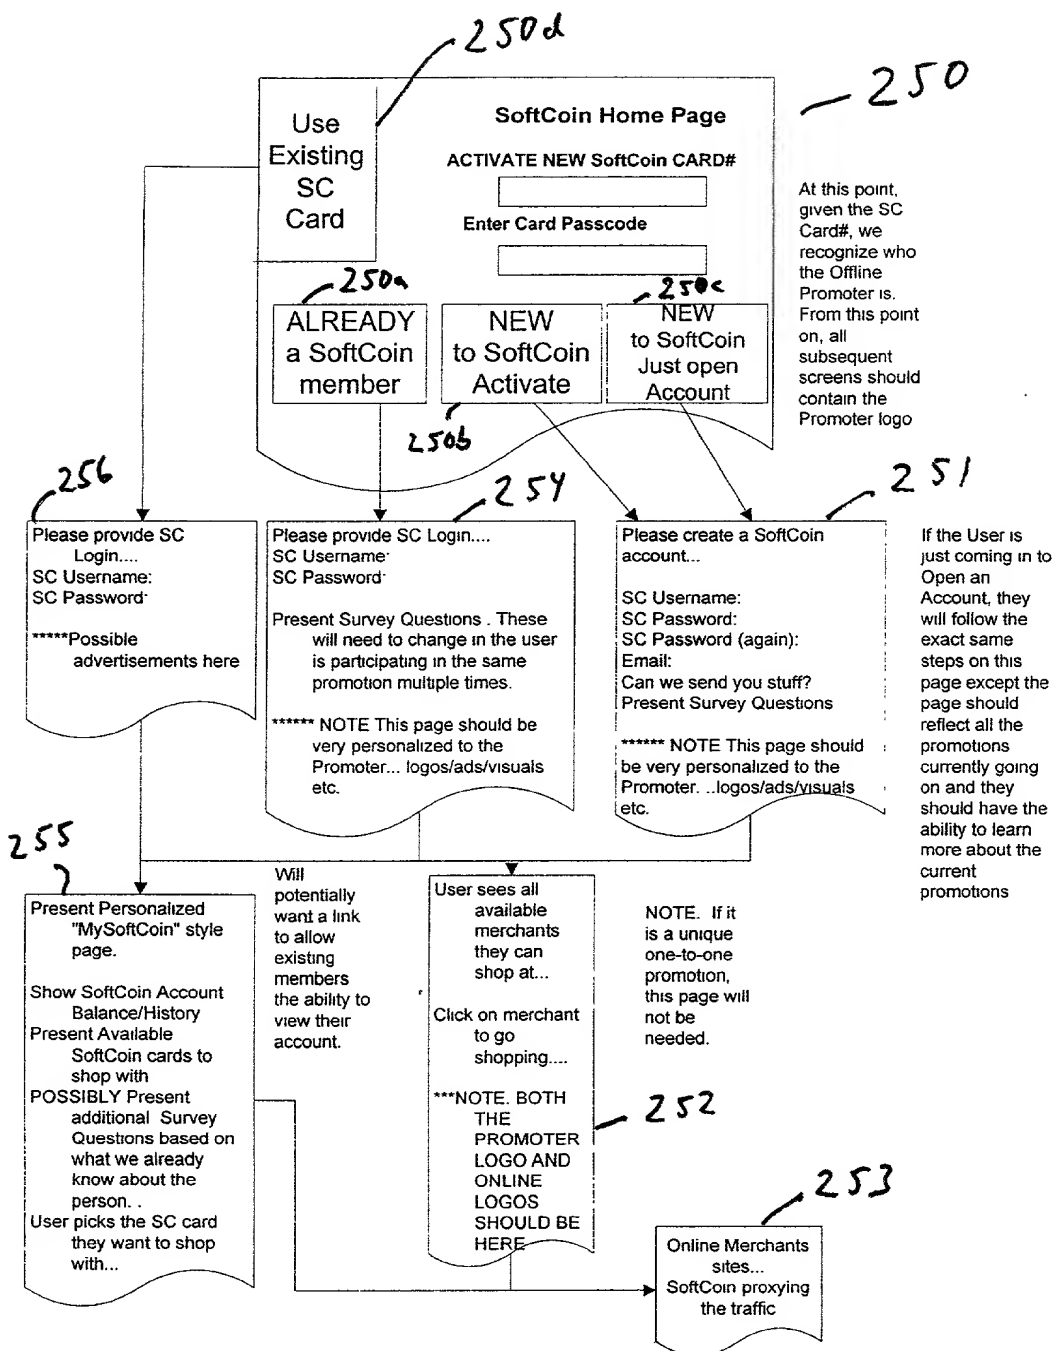 250d
250
Use
Existing
SC
Card
SoftCoin Home Page
ACTIVATE NEW SoftCoin CARD#
Enter Card Passcode
At this point,
given the SC
Card#, we
recognize who
the Offline
Promoter is.
From this point
on, all
subsequent
screens should
contain the
Promoter logo
250a
ALREADY
a SoftCoin
member
NEW
to SoftCoin
Activate
250b
250c
NEW
to SoftCoin
Just open
Account
256
Please provide SC
Login....
SC Username:
SC Password:
*****Possible
advertisements here
254
Please provide SC Login....
SC Username:
SC Password:
Present Survey Questions . These
will need to change in the user
is participating in the same
promotion multiple times.
****** NOTE This page should be
very personalized to the
Promoter... logos/ads/visuals
etc.
251
Please create a SoftCoin
account...
SC Username:
SC Password:
SC Password (again):
Email:
Can we send you stuff?
Present Survey Questions
****** NOTE This page should
be very personalized to the
Promoter. ..logos/ads/visuals
etc.
If the User is
just coming in to
Open an
Account, they
will follow the
exact same
steps on this
page except the
page should
reflect all the
promotions
currently going
on and they
should have the
ability to learn
more about the
current
promotions
255
Present Personalized
"MySoftCoin" style
page.
Show SoftCoin Account
Balance/History
Present Available
SoftCoin cards to
shop with
POSSIBLY Present
additional Survey
Questions based on
what we already
know about the
person. .
User picks the SC card
they want to shop
with...
Will
potentially
want a link
to allow
existing
members
the ability to
view their
account.
User sees all
available
merchants
they can
shop at...
Click on merchant
to go
shopping....
***NOTE. BOTH
THE
PROMOTER
LOGO AND
ONLINE
LOGOS
SHOULD BE
HERE
NOTE. If it
is a unique
one-to-one
promotion,
this page will
not be
needed.
252
253
Online Merchants
sites...
SoftCoin proxying
the traffic